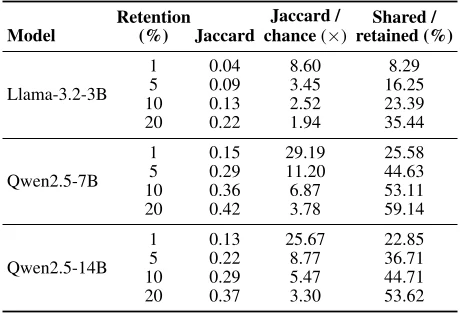 Model Retention (%) Jaccard Jaccard / chance (×) Shared / retained (%)
Llama-3.2-3B
1 0.04 8.60 8.29
5 0.09 3.45 16.25
10 0.13 2.52 23.39
20 0.22 1.94 35.44
Qwen2.5-7B
1 0.15 29.19 25.58
5 0.29 11.20 44.63
10 0.36 6.87 53.11
20 0.42 3.78 59.14
Qwen2.5-14B
1 0.13 25.67 22.85
5 0.22 8.77 36.71
10 0.29 5.47 44.71
20 0.37 3.30 53.62